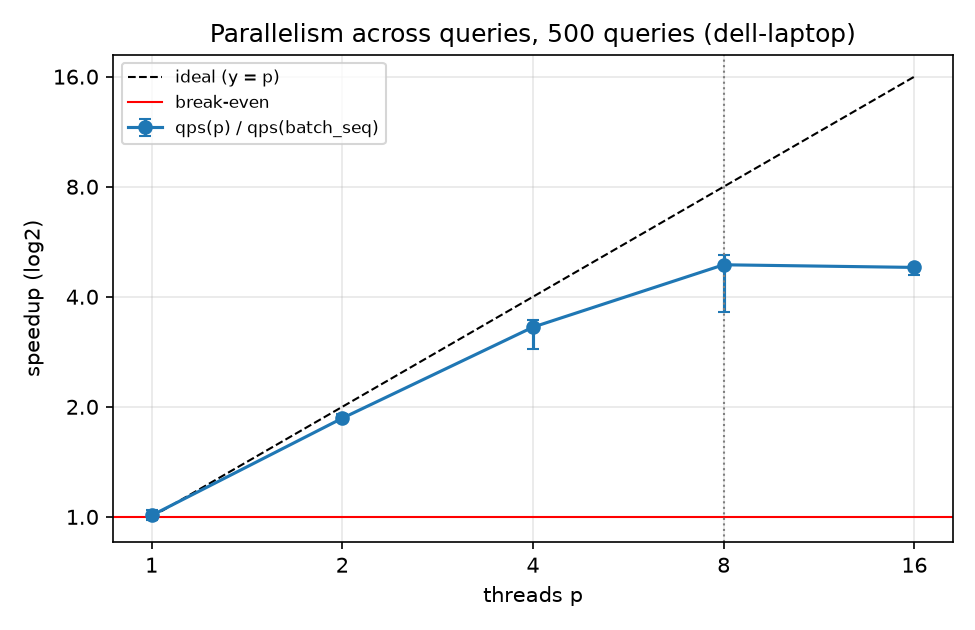 Parallelism across queries, 500 queries (dell-laptop)
ideal (y = p)
break-even
qps(p) / qps(batch_seq)
speedup (log2)
16.0
8.0
4.0
2.0
1.0
1 2 4 8 16
threads p